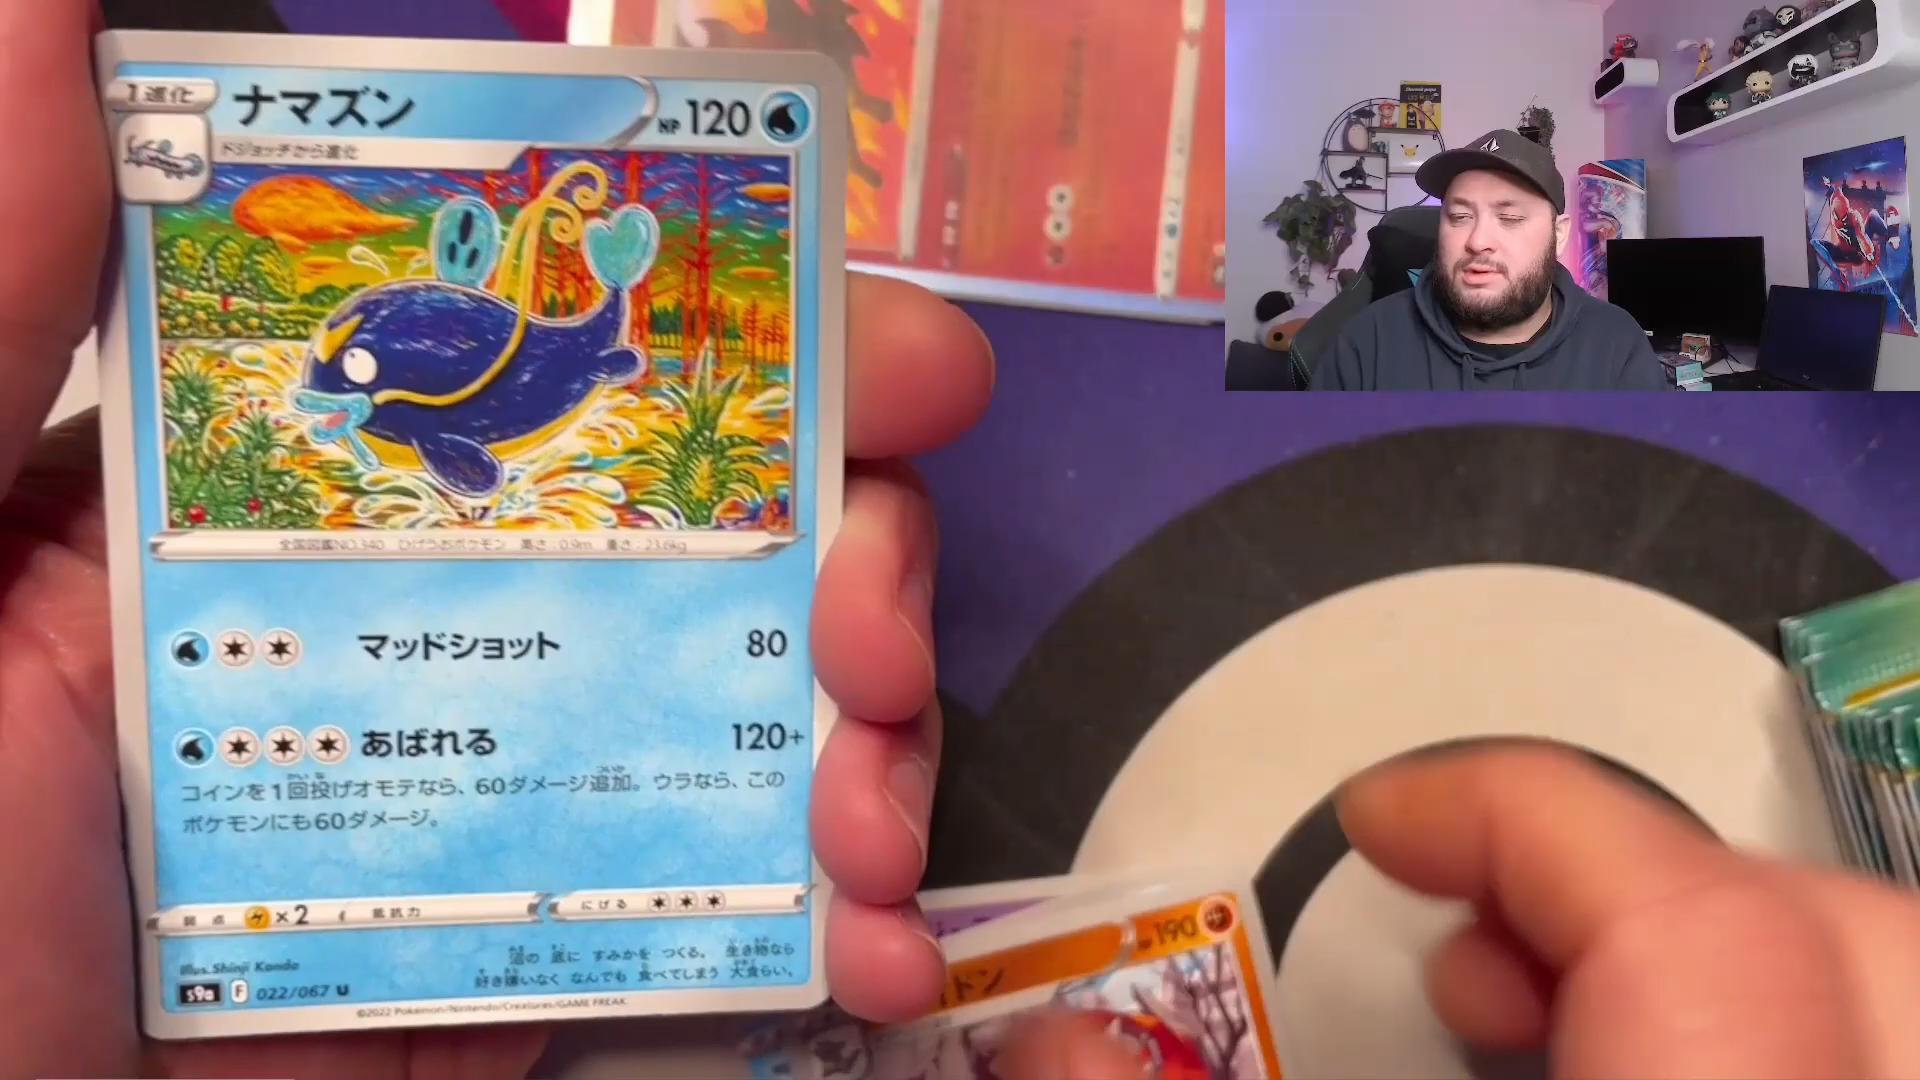 1進化
ナマズン
HP 120
ドジョッチから進化
全国図鑑NO.340 ひげうおポケモン 高さ:0.9m 重さ:23.6kg
マッドショット 80
あばれる 120+
コインを1回投げオモテなら、60ダメージ追加。ウラなら、この
ポケモンにも60ダメージ。
弱点 ×2 抵抗力 にげる
沼の 底に すみかを つくる。 生き物なら
好き嫌いなく なんでも 食べてしまう 大食らい。
Illus.Shinji Kanda
s9a F 022/067 U
©2022 Pokémon/Nintendo/Creatures/GAME FREAK
ドン
190